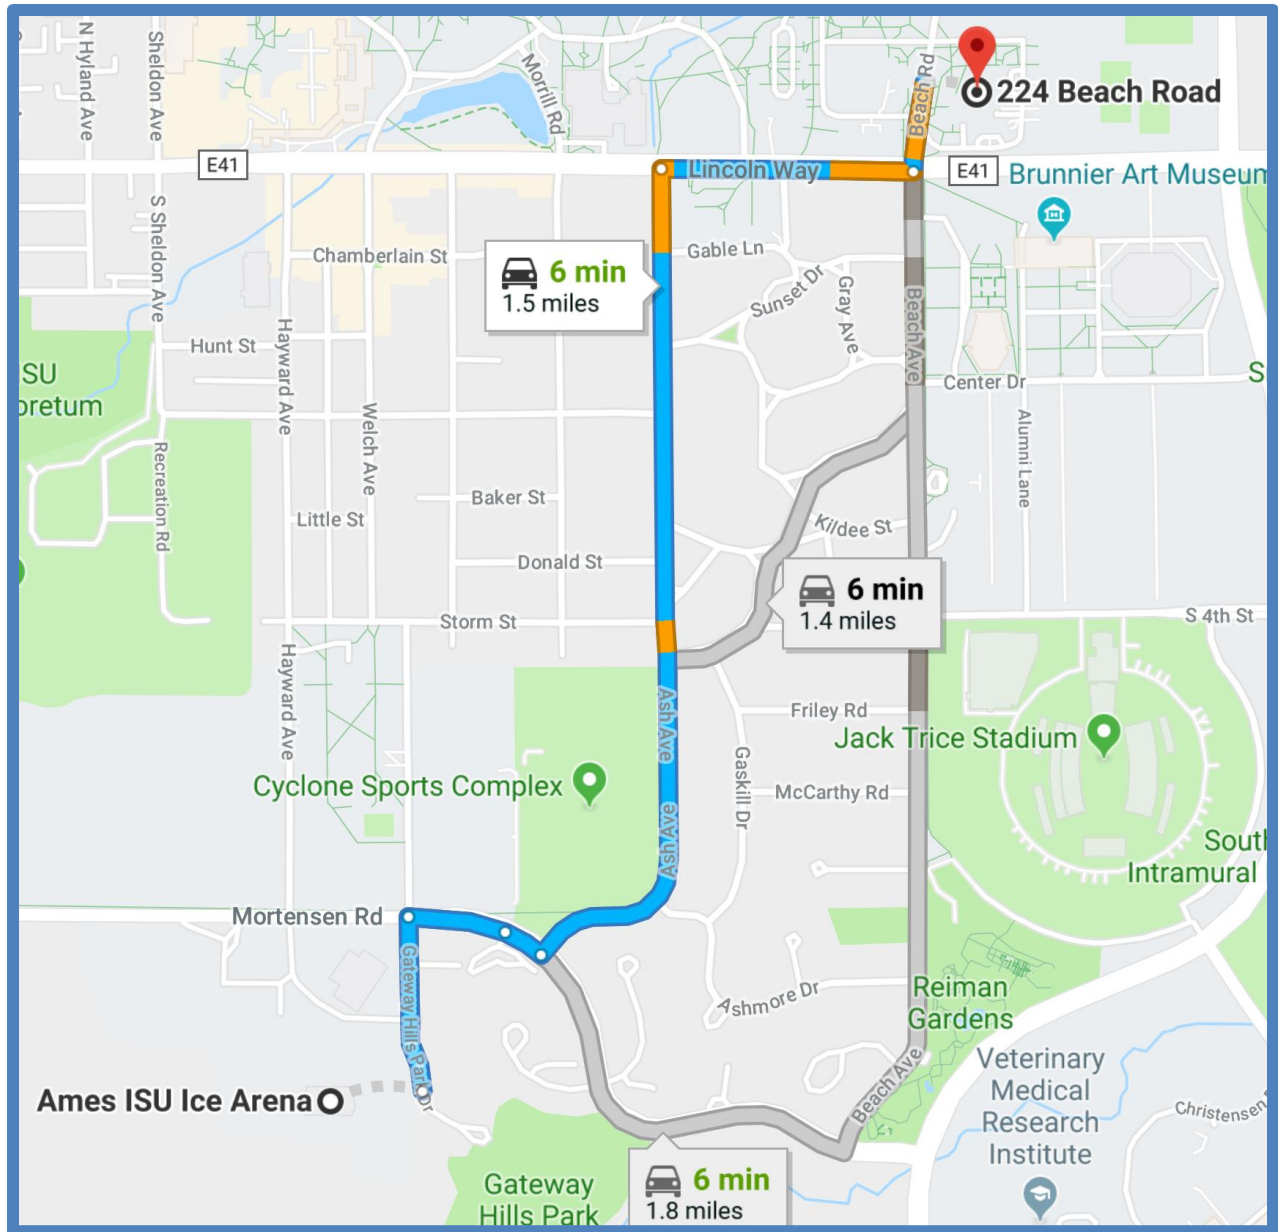 N Hyland Ave
Sheldon Ave
Morrill Rd
Beach Rd
224 Beach Road
E41
Lincoln Way
E41
Brunnier Art Museum
S Sheldon Ave
Chamberlain St
6 min
1.5 miles
Gable Ln
Sunset Dr
Gray Ave
Beach Ave
Hunt St
Hayward Ave
Center Dr
SU
oretum
S
Welch Ave
Alumni Lane
Recreation Rd
Baker St
Little St
Kildee St
Donald St
6 min
1.4 miles
Storm St
S 4th St
Hayward Ave
Ash Ave
Friley Rd
Jack Trice Stadium
Gaskill Dr
Cyclone Sports Complex
McCarthy Rd
Ash Ave
South
Intramural
Mortensen Rd
Gateway Hills Park Dr
Ashmore Dr
Reiman
Gardens
Beach Ave
Veterinary
Medical
Research
Institute
Ames ISU Ice Arena
Christensen
6 min
1.8 miles
Gateway
Hills Park